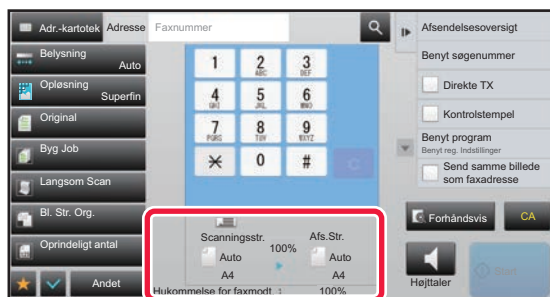 Adr.-kartotek
Adresse
Faxnummer
Belysning
Auto
Opløsning
Superfin
Original
Byg Job
Langsom Scan
Bl. Str. Org.
Oprindeligt antal
Andet
1
2
ABC
3
DEF
4
GHI
5
JKL
6
MNO
7
PQRS
8
TUV
9
WXYZ
0
#
C
Scanningsstr.
100%
Afs.Str.
Auto
Auto
A4
A4
Hukommelse for faxmodt. :
100%
Afsendelsesoversigt
Benyt søgenummer
Direkte TX
Kontrolstempel
Benyt program
Benyt reg. Indstillinger
Send samme billede
som faxadresse
Forhåndsvis
CA
Højttaler
Start